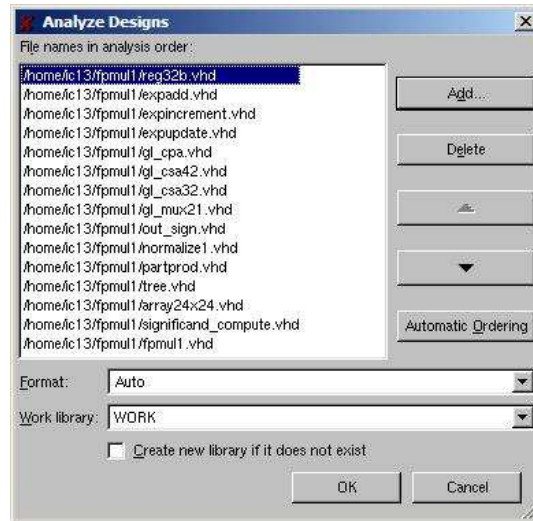 Analyze Designs
File names in analysis order:
/home/ic13/fpmul1/reg32b.vhd
/home/ic13/fpmul1/expadd.vhd
/home/ic13/fpmul1/expincrement.vhd
/home/ic13/fpmul1/expupdate.vhd
/home/ic13/fpmul1/gl_cpa.vhd
/home/ic13/fpmul1/gl_csa42.vhd
/home/ic13/fpmul1/gl_csa32.vhd
/home/ic13/fpmul1/gl_mux21.vhd
/home/ic13/fpmul1/out_sign.vhd
/home/ic13/fpmul1/normalize1.vhd
/home/ic13/fpmul1/partprod.vhd
/home/ic13/fpmul1/tree.vhd
/home/ic13/fpmul1/array24x24.vhd
/home/ic13/fpmul1/significand_compute.vhd
/home/ic13/fpmul1/fpmul1.vhd
Add...
Delete
Automatic Ordering
Format: Auto
Work library: WORK
Create new library if it does not exist
OK Cancel